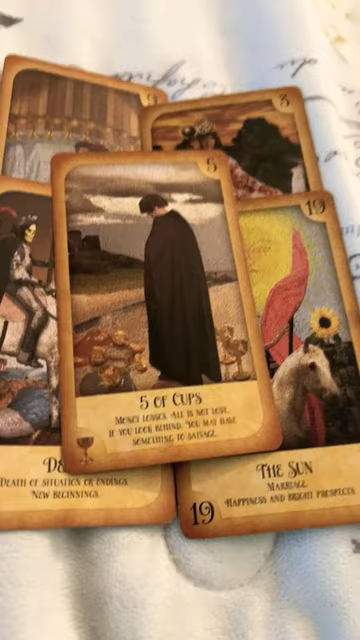 3
5
19
5 OF CUPS
MONEY LOSSES. ALL IS NOT LOST,
IF YOU LOOK BEHIND. YOU MAY HAVE
SOMETHING TO SALVAGE.
DEATH OF SITUATION OR ENDINGS
NEW BEGINNINGS
THE SUN
MARRIAGE
HAPPINESS AND BRIGHT PROSPECTS
19